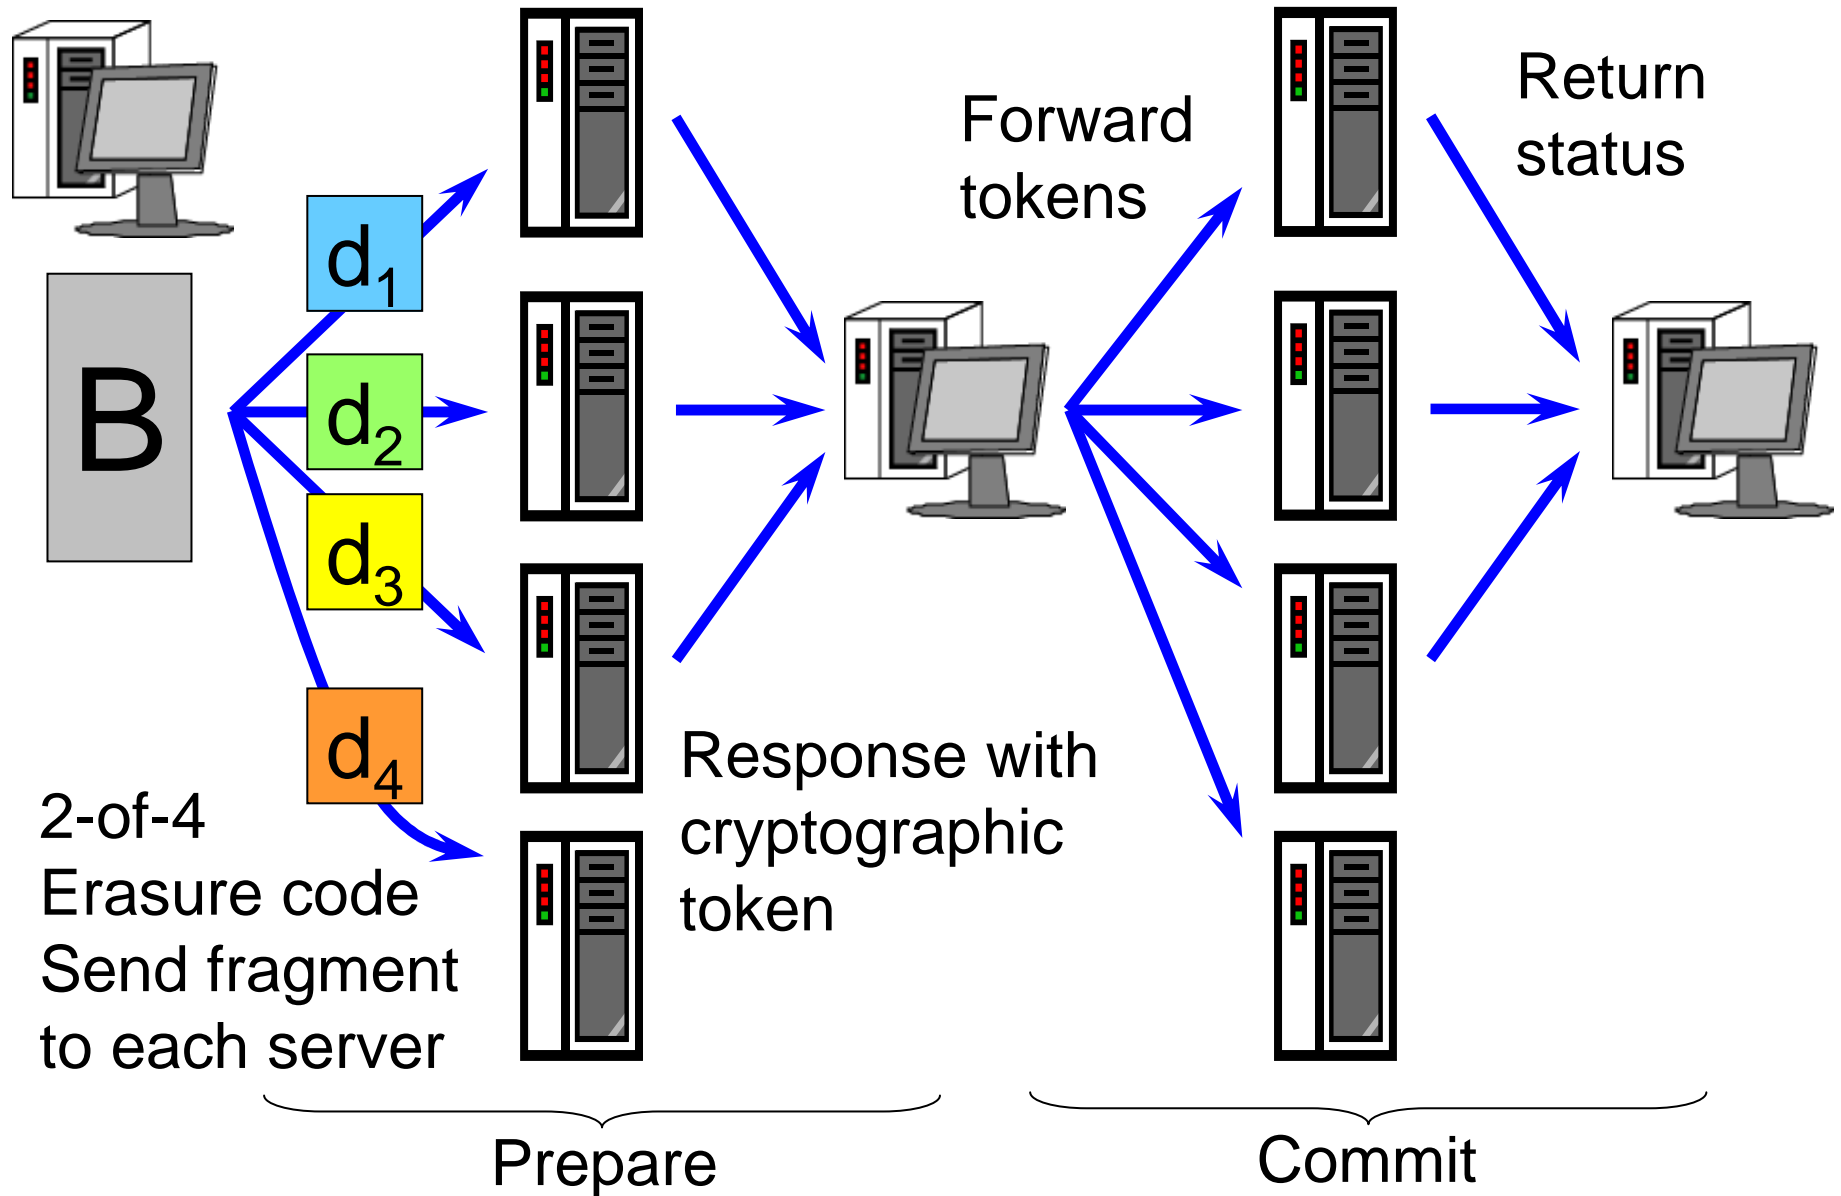 B
d1
d2
d3
d4
2-of-4
Erasure code
Send fragment
to each server
Response with
cryptographic
token
Forward
tokens
Return
status
Prepare
Commit